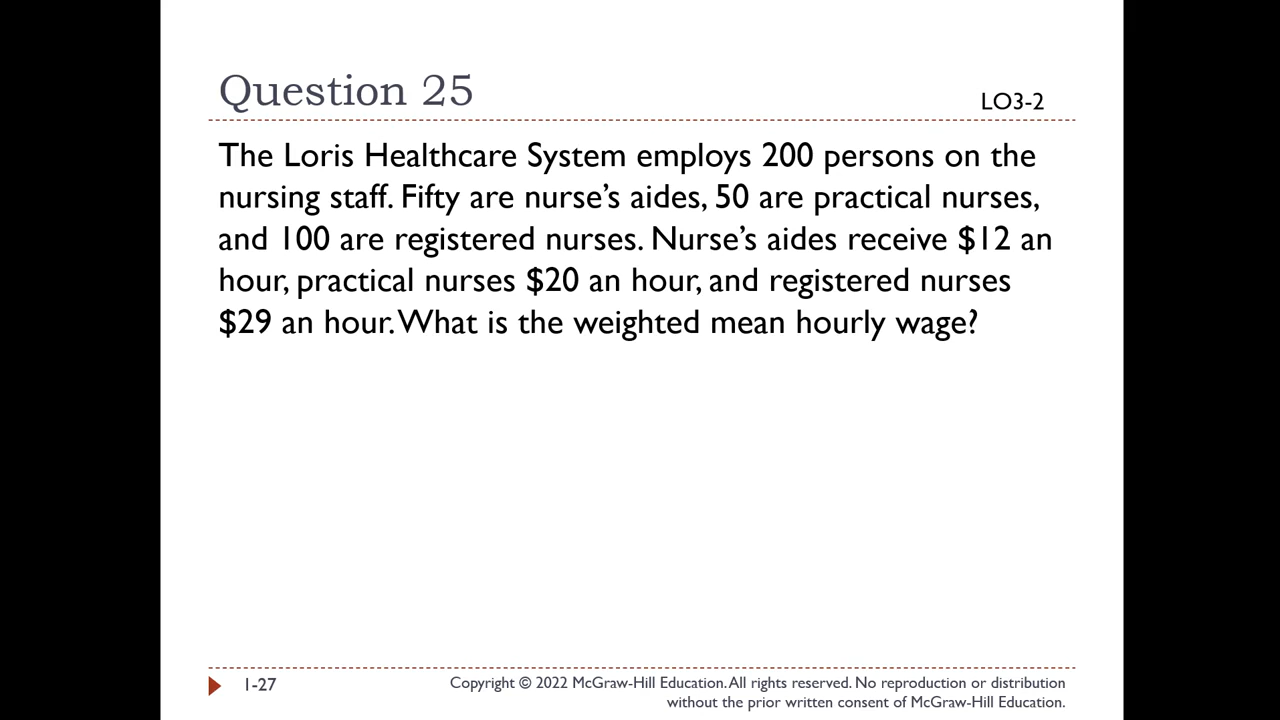 Question 25
LO3-2
The Loris Healthcare System employs 200 persons on the
nursing staff. Fifty are nurse’s aides, 50 are practical nurses,
and 100 are registered nurses. Nurse’s aides receive $12 an
hour, practical nurses $20 an hour, and registered nurses
$29 an hour. What is the weighted mean hourly wage?
1-27
Copyright © 2022 McGraw-Hill Education. All rights reserved. No reproduction or distribution
without the prior written consent of McGraw-Hill Education.